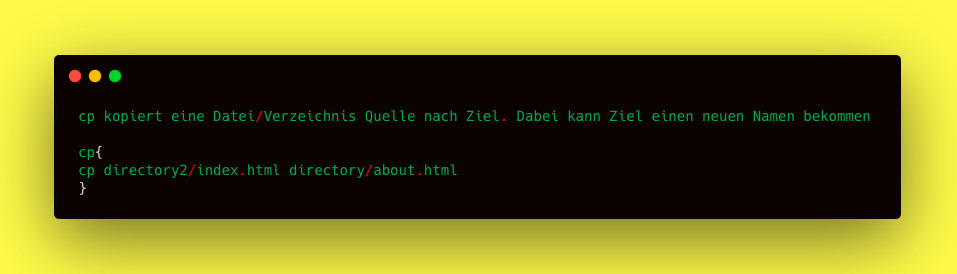 cp kopiert eine Datei/Verzeichnis Quelle nach Ziel. Dabei kann Ziel einen neuen Namen bekommen
cp{
cp directory2/index.html directory/about.html
}